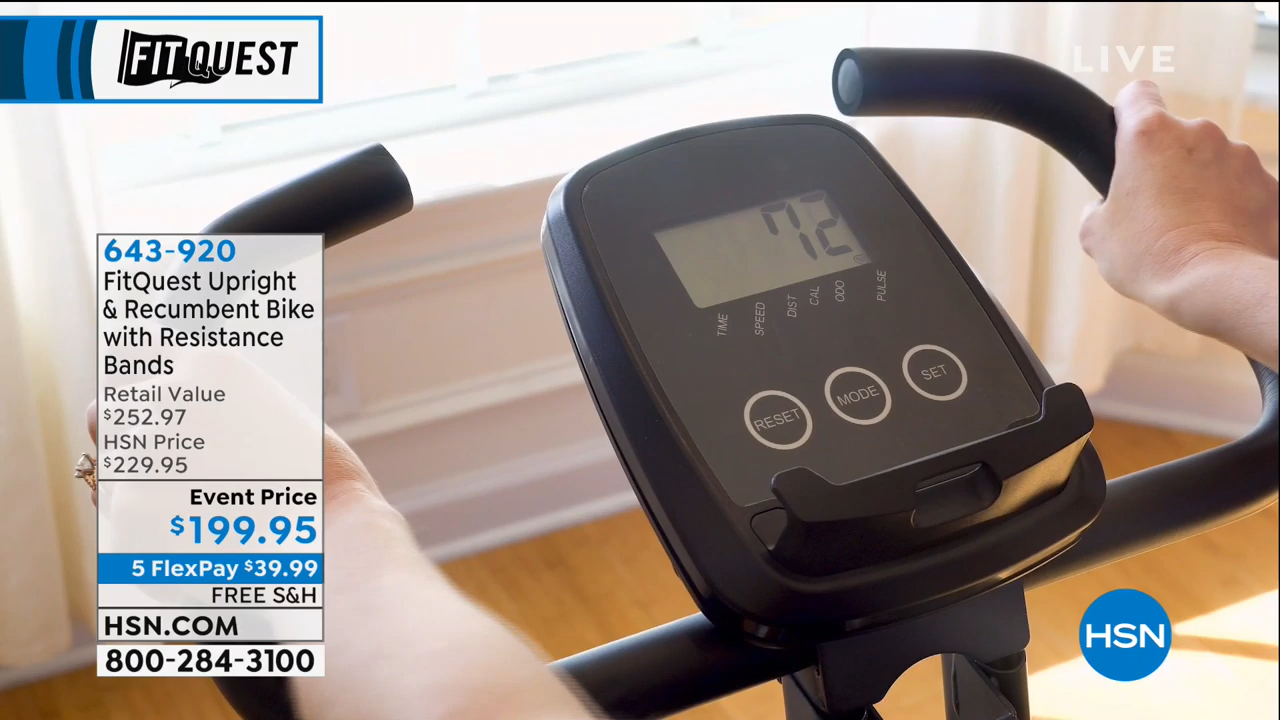 FITQUEST
LIVE
643-920
FitQuest Upright
& Recumbent Bike
with Resistance
Bands
Retail Value
$252.97
HSN Price
$229.95
Event Price
$199.95
5 FlexPay $39.99
FREE S&H
HSN.COM
800-284-3100
72
TIME
SPEED
DIST
CAL
ODO
PULSE
RESET
MODE
SET
HSN